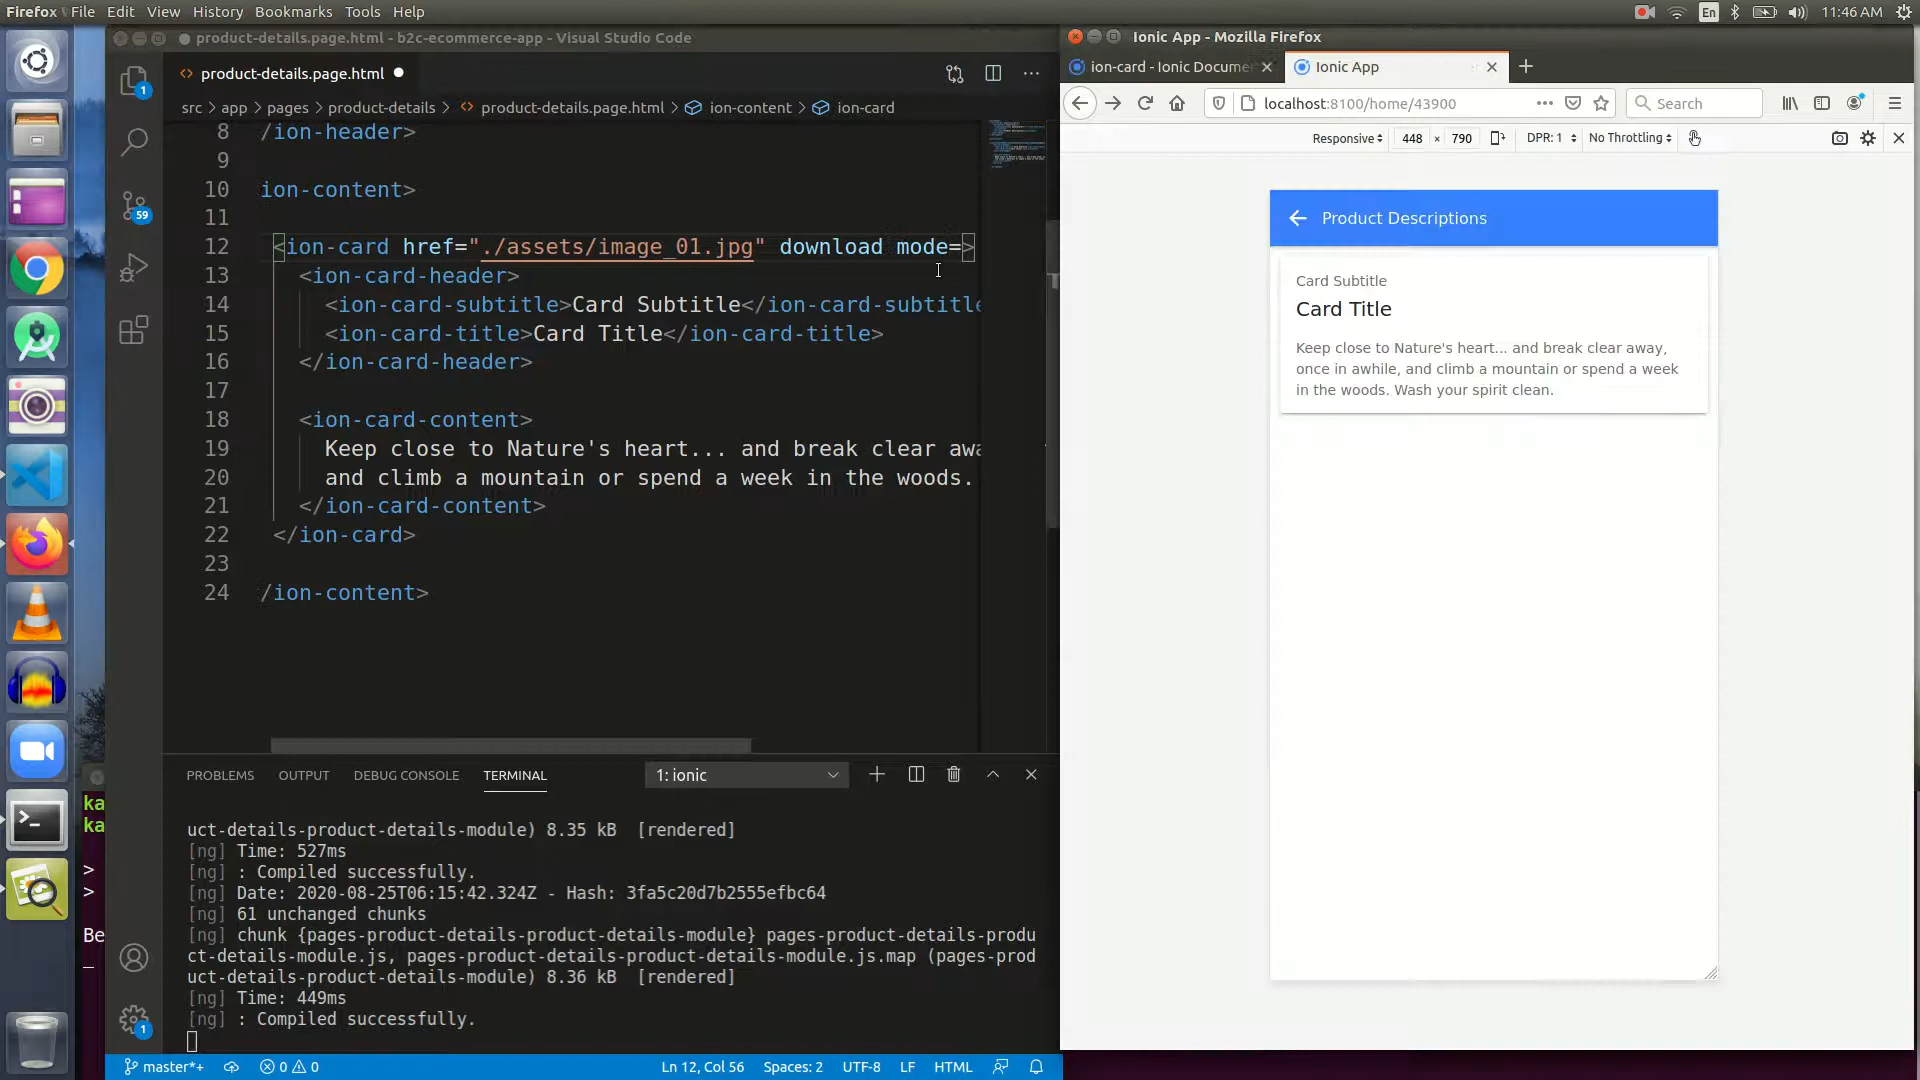 Firefox File Edit View History Bookmarks Tools Help
En 11:46 AM
product-details.page.html - b2c-ecommerce-app - Visual Studio Code
product-details.page.html
src › app › pages › product-details › product-details.page.html › ion-content › ion-card
8 /ion-header>
9
10 ion-content>
11
12 <ion-card href="./assets/image_01.jpg" download mode=>
13 <ion-card-header>
14 <ion-card-subtitle>Card Subtitle</ion-card-subtitle
15 <ion-card-title>Card Title</ion-card-title>
16 </ion-card-header>
17
18 <ion-card-content>
19 Keep close to Nature's heart... and break clear awa
20 and climb a mountain or spend a week in the woods.
21 </ion-card-content>
22 </ion-card>
23
24 /ion-content>
1
59
1
PROBLEMS OUTPUT DEBUG CONSOLE TERMINAL 1: ionic
uct-details-product-details-module) 8.35 kB [rendered]
[ng] Time: 527ms
[ng] : Compiled successfully.
[ng] Date: 2020-08-25T06:15:42.324Z - Hash: 3fa5c20d7b2555efbc64
[ng] 61 unchanged chunks
[ng] chunk {pages-product-details-product-details-module} pages-product-details-produ
ct-details-module.js, pages-product-details-product-details-module.js.map (pages-prod
uct-details-product-details-module) 8.36 kB [rendered]
[ng] Time: 449ms
[ng] : Compiled successfully.
ka
ka
>
>
Be
master*+ 0 0 Ln 12, Col 56 Spaces: 2 UTF-8 LF HTML
Ionic App - Mozilla Firefox
ion-card - Ionic Docume Ionic App
localhost:8100/home/43900 Search
Responsive 448 × 790 DPR: 1 No Throttling
Product Descriptions
Card Subtitle
Card Title
Keep close to Nature's heart... and break clear away,
once in awhile, and climb a mountain or spend a week
in the woods. Wash your spirit clean.